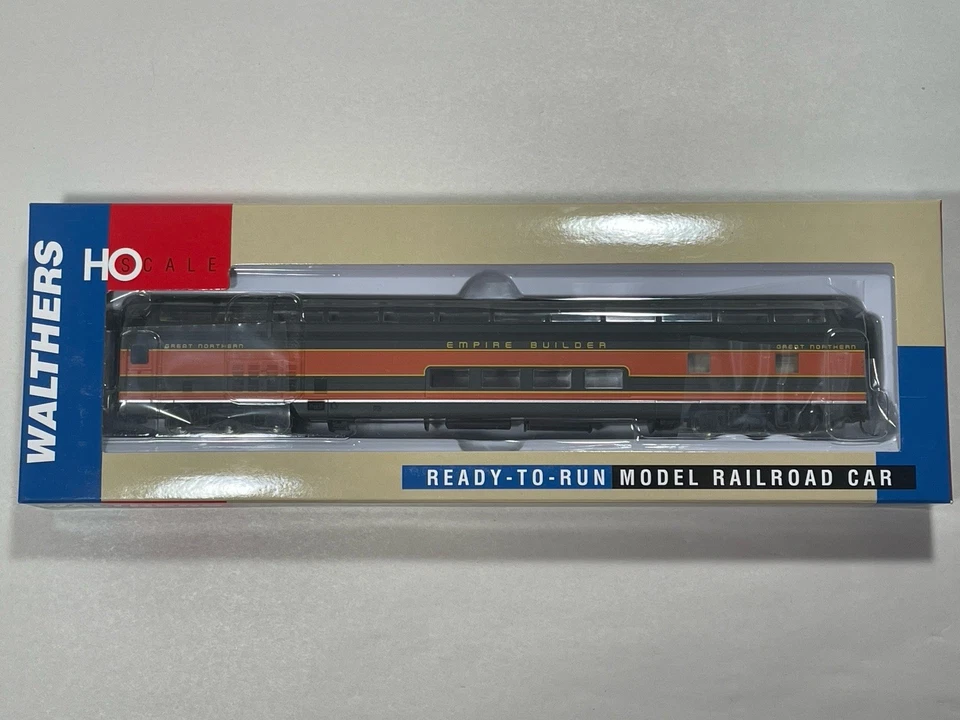 WALTHERS
HO SCALE
GREAT NORTHERN
EMPIRE BUILDER
GREAT NORTHERN
READY-TO-RUN MODEL RAILROAD CAR